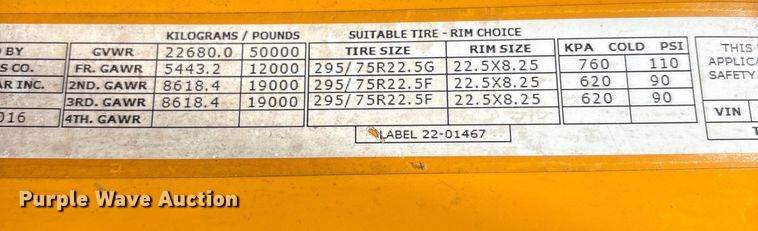 KILOGRAMS / POUNDS SUITABLE TIRE - RIM CHOICE
BY GVWR 22680.0 50000 TIRE SIZE RIM SIZE KPA COLD PSI THIS
S CO. FR. GAWR 5443.2 12000 295/75R22.5G 22.5X8.25 760 110 APPLICA
AR INC. 2ND. GAWR 8618.4 19000 295/75R22.5F 22.5X8.25 620 90 SAFETY
3RD. GAWR 8618.4 19000 295/75R22.5F 22.5X8.25 620 90
016 4TH. GAWR VIN
LABEL 22-01467
Purple Wave Auction